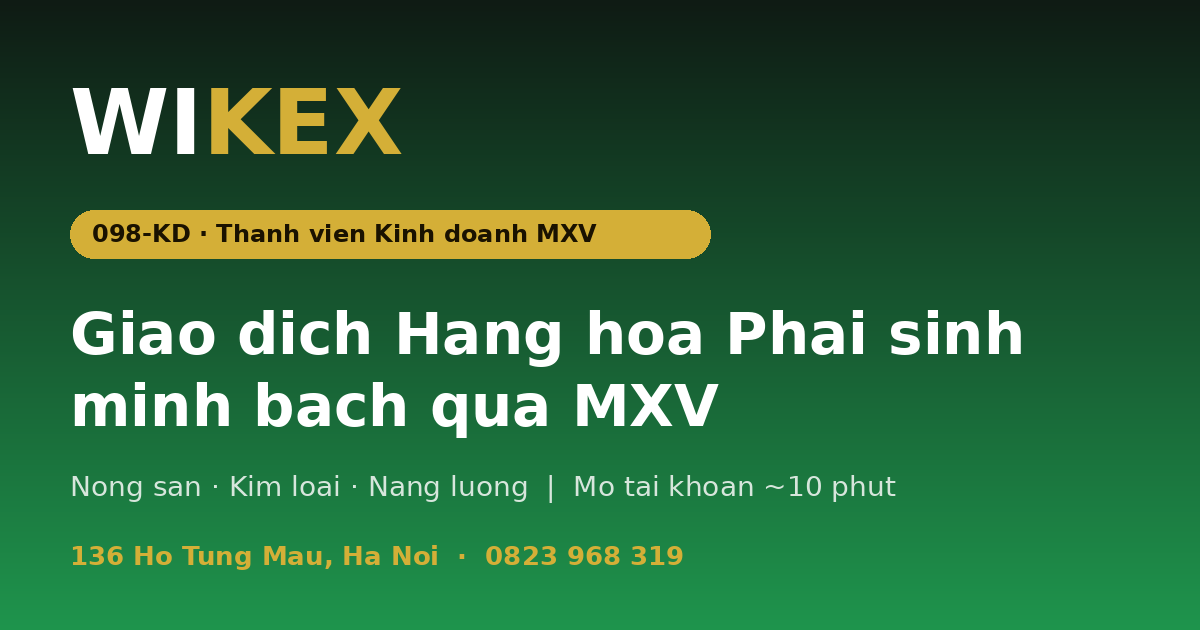 WIKEX
098-KD · Thanh vien Kinh doanh MXV
Giao dich Hang hoa Phai sinh
minh bach qua MXV
Nong san · Kim loai · Nang luong | Mo tai khoan ~10 phut
136 Ho Tung Mau, Ha Noi · 0823 968 319